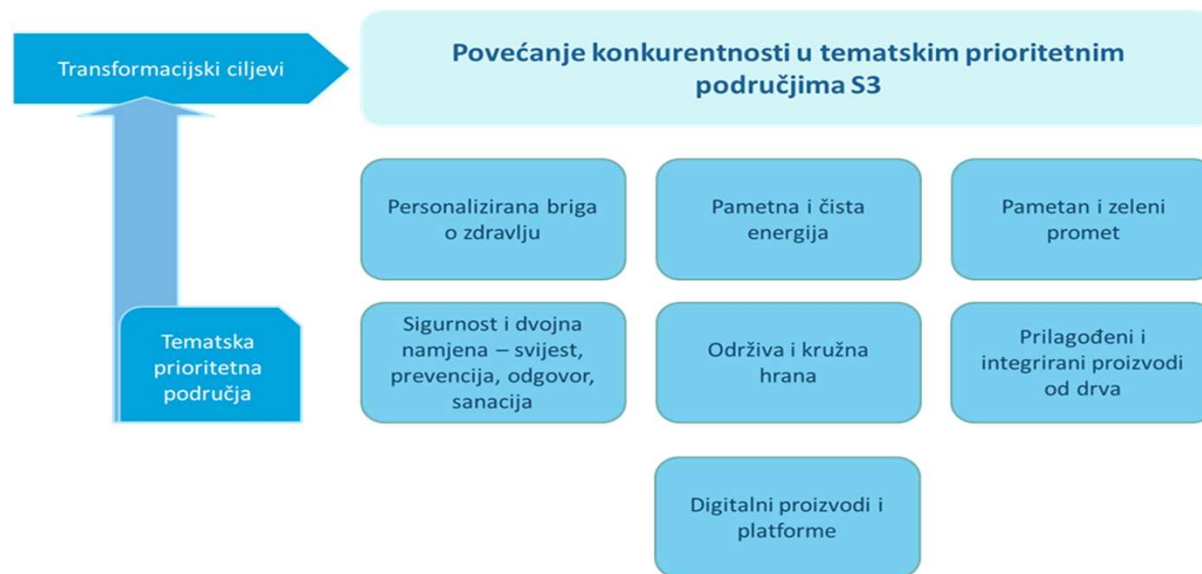 Transformacijski ciljevi
Povećanje konkurentnosti u tematskim prioritetnim
područjima S3
Personalizirana briga
o zdravlju
Pametna i čista
energija
Pametan i zeleni
promet
Tematska
prioritetna
područja
Sigurnost i dvojna
namjena – svijest,
prevencija, odgovor,
sanacija
Održiva i kružna
hrana
Prilagođeni i
integrirani proizvodi
od drva
Digitalni proizvodi i
platforme